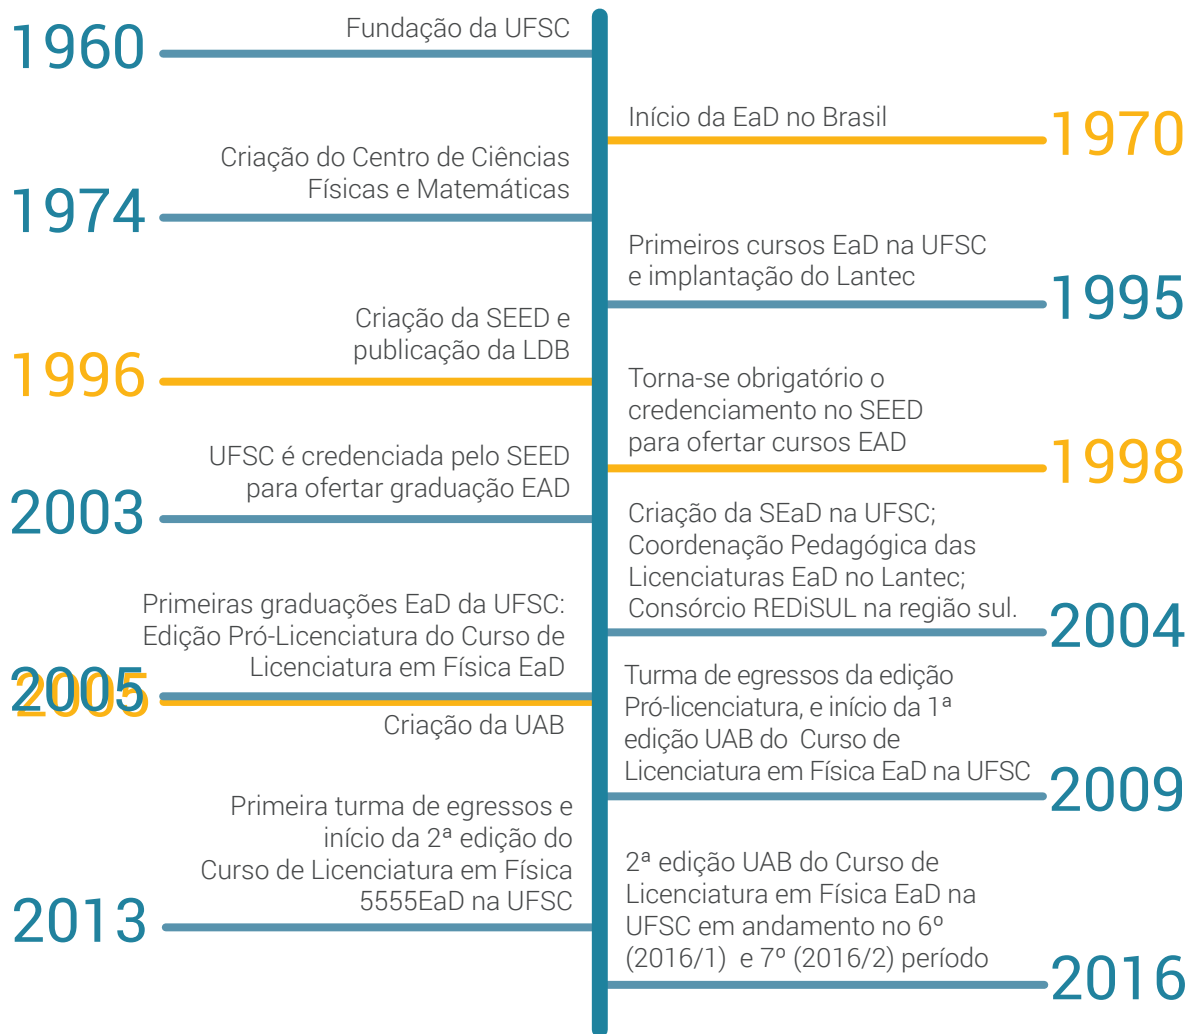 Fundação da UFSC
1960
Início da EaD no Brasil
1970
Criação do Centro de Ciências
Físicas e Matemáticas
1974
Primeiros cursos EaD na UFSC
e implantação do Lantec
1995
Criação da SEED e
publicação da LDB
1996
Torna-se obrigatório o
credenciamento no SEED
para ofertar cursos EAD
1998
UFSC é credenciada pelo SEED
para ofertar graduação EAD
2003
Criação da SEaD na UFSC;
Coordenação Pedagógica das
Licenciaturas EaD no Lantec;
Consórcio REDiSUL na região sul.
2004
Primeiras graduações EaD da UFSC:
Edição Pró-Licenciatura do Curso de
Licenciatura em Física EaD
2005
2005
Criação da UAB
Turma de egressos da edição
Pró-licenciatura, e início da 1ª
edição UAB do Curso de
Licenciatura em Física EaD na UFSC
2009
Primeira turma de egressos e
início da 2ª edição do
Curso de Licenciatura em Física
5555EaD na UFSC
2013
2ª edição UAB do Curso de
Licenciatura em Física EaD na
UFSC em andamento no 6º
(2016/1) e 7º (2016/2) período
2016